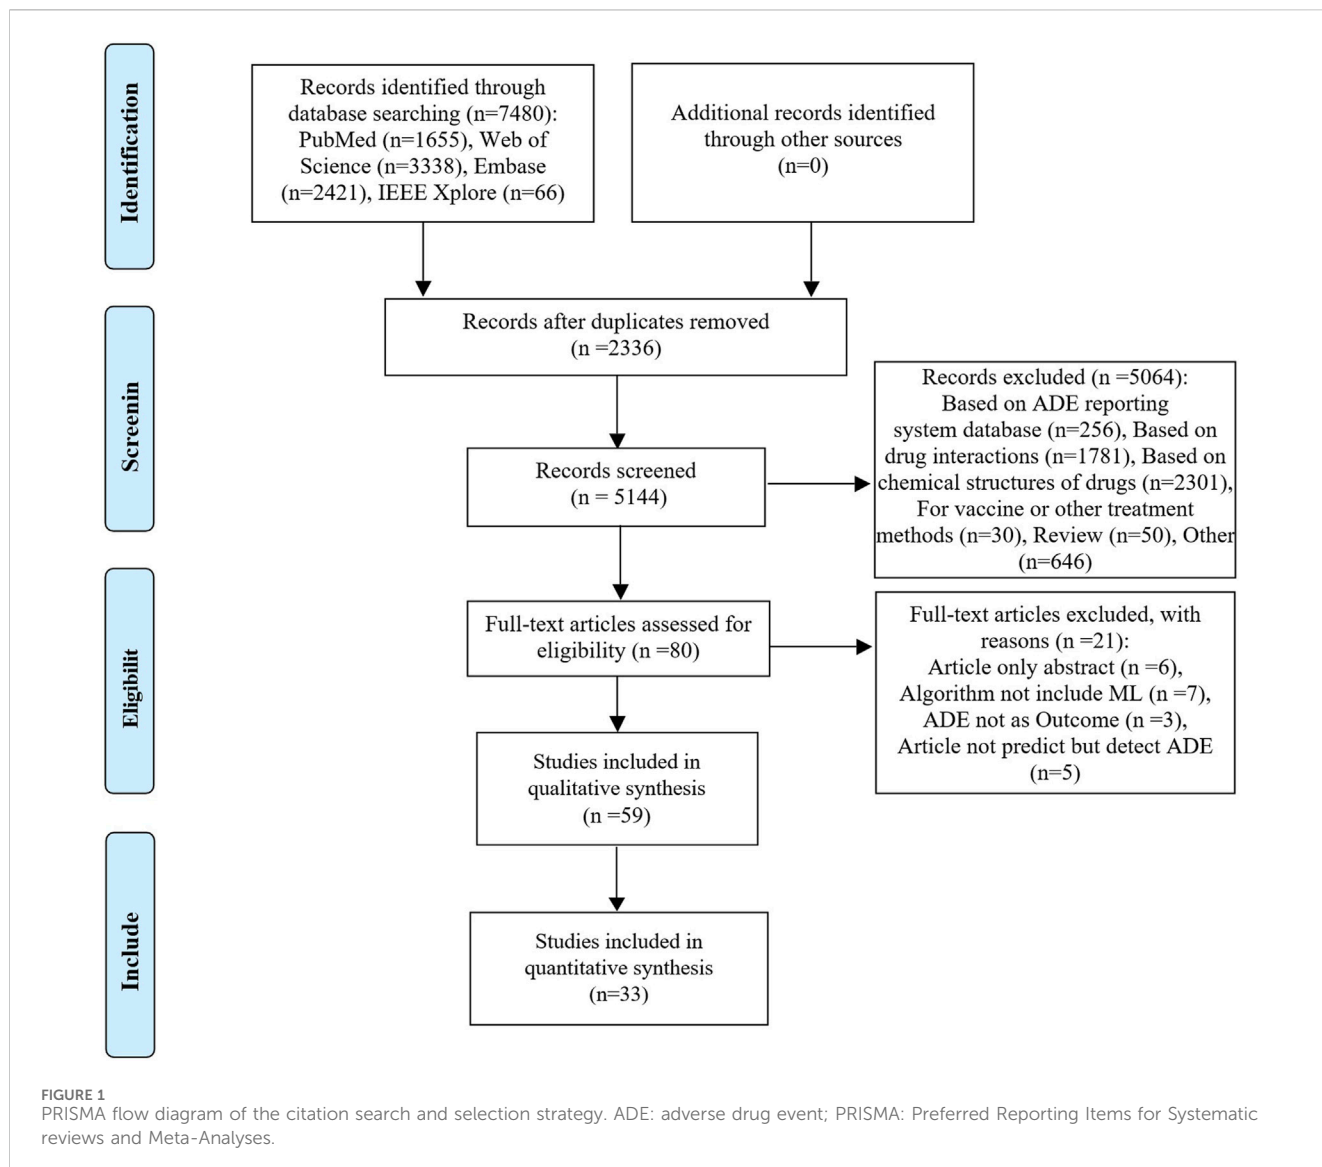 Identification
Records identified through
database searching (n=7480):
PubMed (n=1655), Web of
Science (n=3338), Embase
(n=2421), IEEE Xplore (n=66)
Additional records identified
through other sources
(n=0)
Screenin
Records after duplicates removed
(n =2336)
Records screened
(n = 5144)
Records excluded (n =5064):
Based on ADE reporting
system database (n=256), Based on
drug interactions (n=1781), Based on
chemical structures of drugs (n=2301),
For vaccine or other treatment
methods (n=30), Review (n=50), Other
(n=646)
Eligibilit
Full-text articles assessed for
eligibility (n =80)
Full-text articles excluded, with
reasons (n =21):
Article only abstract (n =6),
Algorithm not include ML (n =7),
ADE not as Outcome (n =3),
Article not predict but detect ADE
(n=5)
Studies included in
qualitative synthesis
(n =59)
Include
Studies included in
quantitative synthesis
(n=33)
FIGURE 1
PRISMA flow diagram of the citation search and selection strategy. ADE: adverse drug event; PRISMA: Preferred Reporting Items for Systematic
reviews and Meta-Analyses.